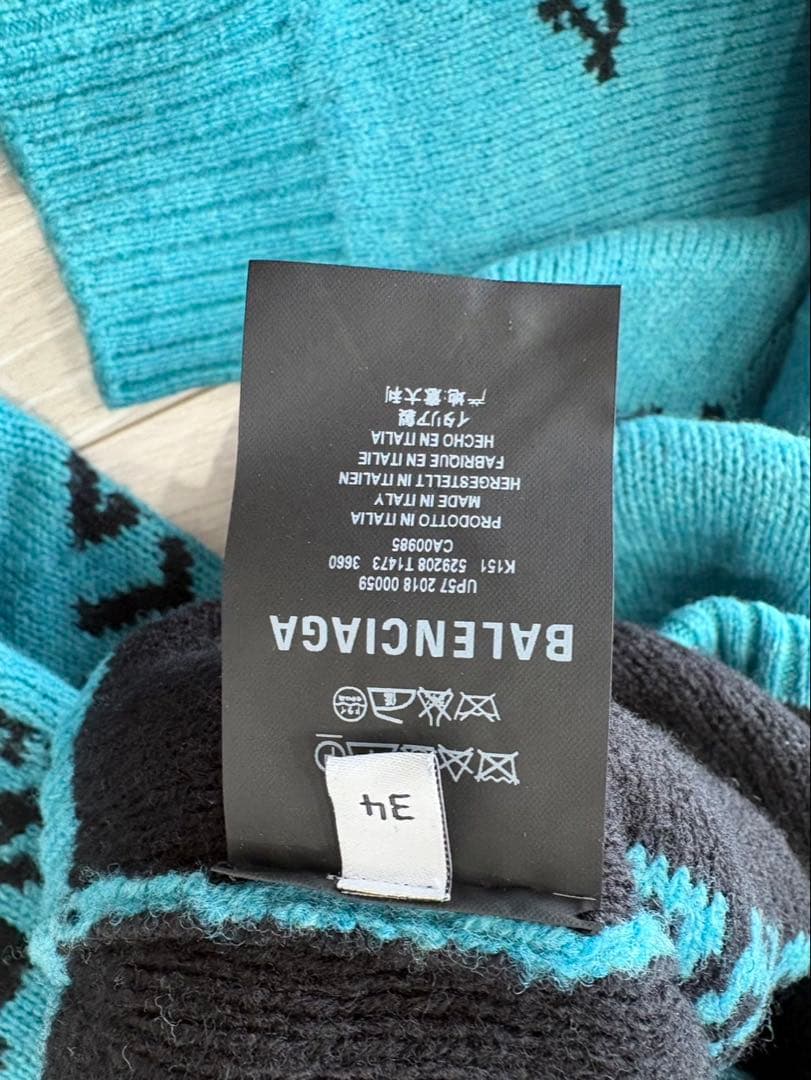 34
BALENCIAGA
UP57 2018 00059
K151 529208 T1473 3660
CA00985
PRODOTTO IN ITALIA
MADE IN ITALY
HERGESTELLT IN ITALIEN
FABRIQUE EN ITALIE
HECHO EN ITALIA
イタリア製
产地:意大利